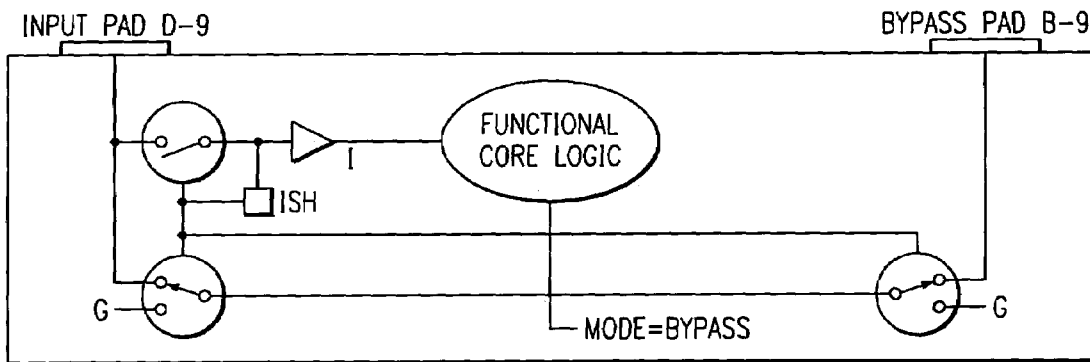 INPUT PAD D-9
BYPASS PAD B-9
FUNCTIONAL
CORE LOGIC
I
ISH
G
G
MODE=BYPASS